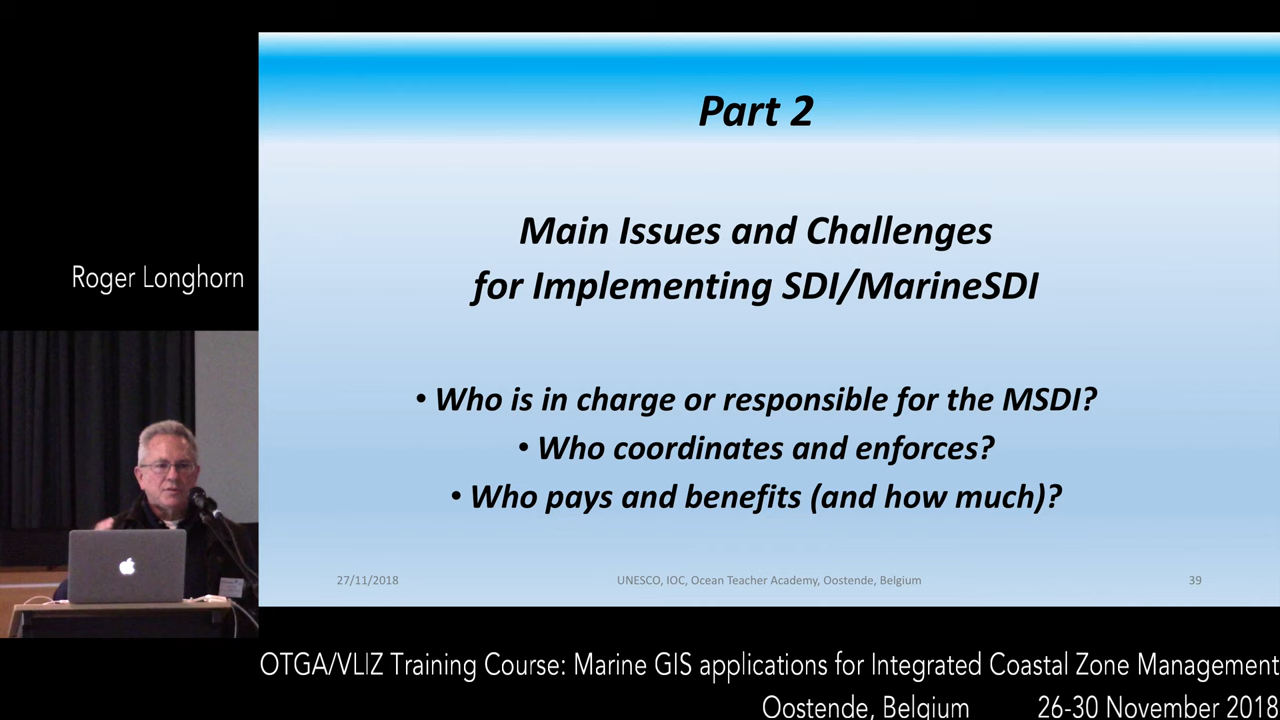 Part 2
Main Issues and Challenges
for Implementing SDI/MarineSDI
• Who is in charge or responsible for the MSDI?
• Who coordinates and enforces?
• Who pays and benefits (and how much)?
27/11/2018
UNESCO, IOC, Ocean Teacher Academy, Oostende, Belgium
39
Roger Longhorn
OTGA/VLIZ Training Course: Marine GIS applications for Integrated Coastal Zone Management
Oostende, Belgium 26-30 November 2018